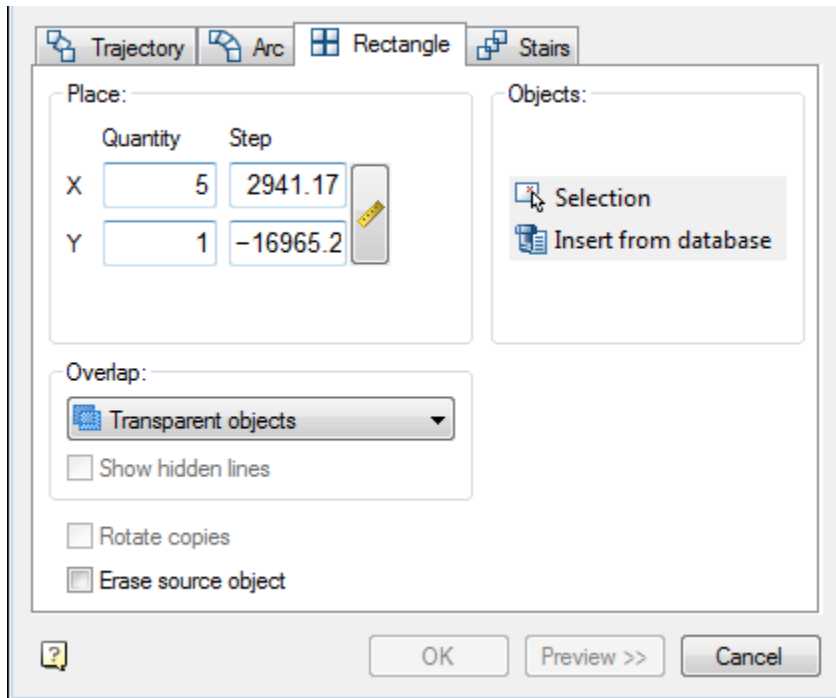 Trajectory Arc Rectangle Stairs
Place:
Quantity Step
X 5 2941.17
Y 1 −16965.2
Objects:
Selection
Insert from database
Overlap:
Transparent objects
Show hidden lines
Rotate copies
Erase source object
? OK Preview >> Cancel